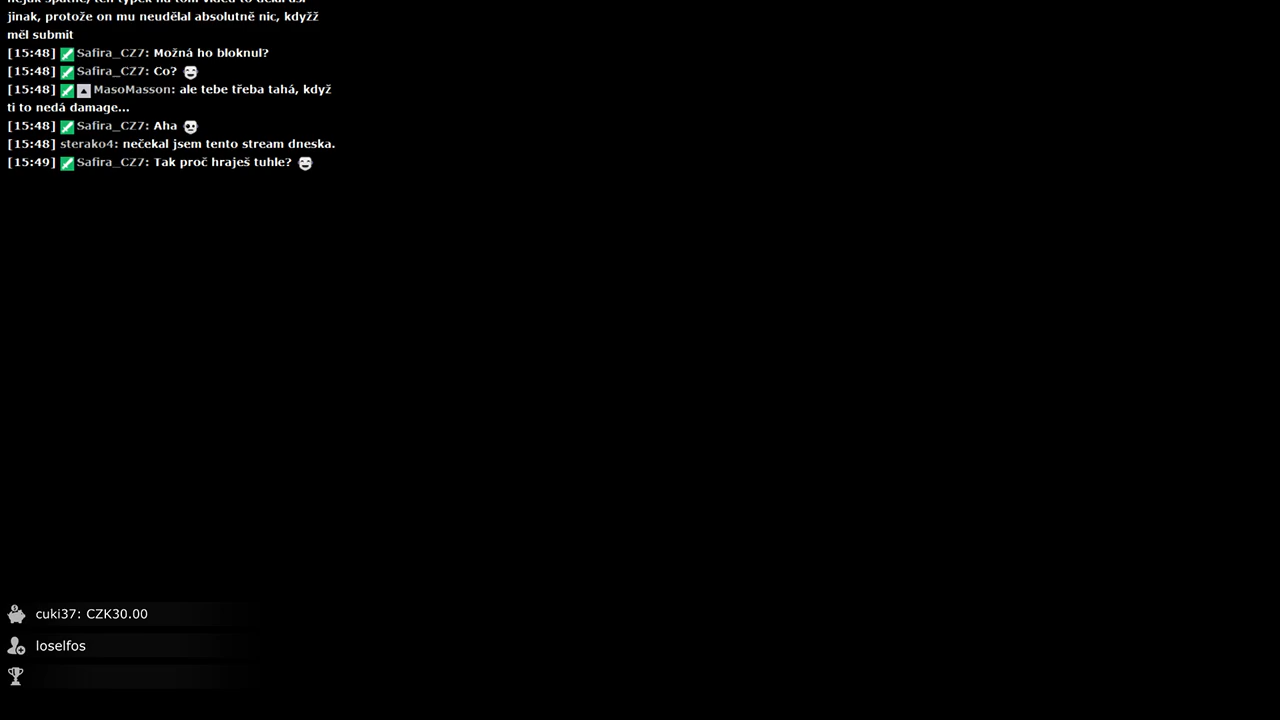 jinak, protože on mu neudělal absolutně nic, kdyžž
měl submit
[15:48] Safira_CZ7: Možná ho bloknul?
[15:48] Safira_CZ7: Co?
[15:48] MasoMasson: ale tebe třeba tahá, když
ti to nedá damage...
[15:48] Safira_CZ7: Aha
[15:48] sterako4: nečekal jsem tento stream dneska.
[15:49] Safira_CZ7: Tak proč hraješ tuhle?
cuki37: CZK30.00
loselfos